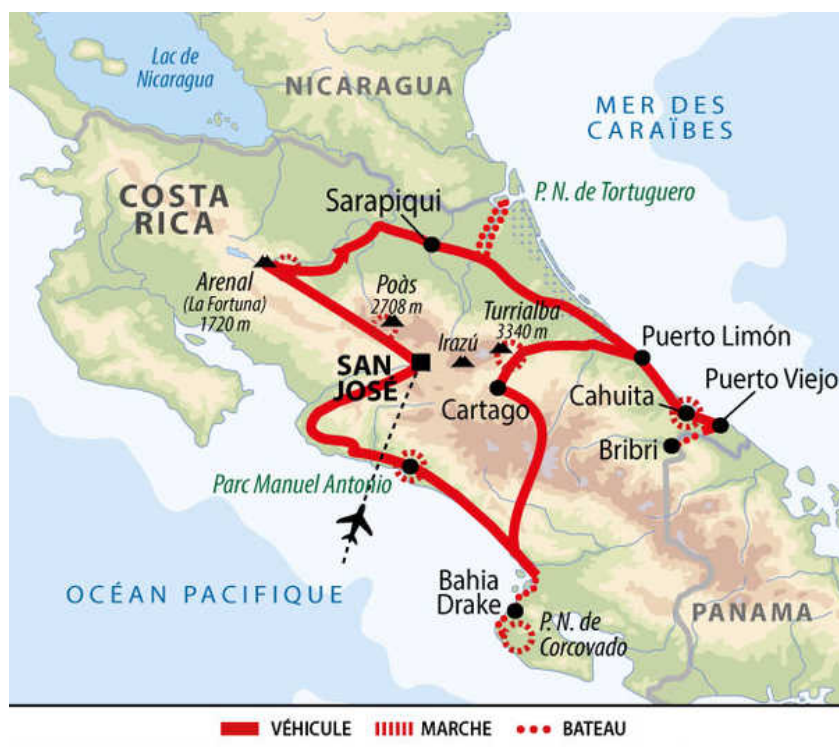 Lac de
Nicaragua
NICARAGUA
MER DES
CARAÏBES
COSTA
RICA
Sarapiqui
P. N. de Tortuguero
Arenal
(La Fortuna)
1720 m
Poàs
2708 m
Turrialba
3340 m
Irazú
Puerto Limón
SAN
JOSÉ
Cartago
Cahuita
Puerto Viejo
Bribri
Parc Manuel Antonio
OCÉAN PACIFIQUE
Bahia
Drake
P. N. de
Corcovado
PANAMA
VÉHICULE MARCHE BATEAU